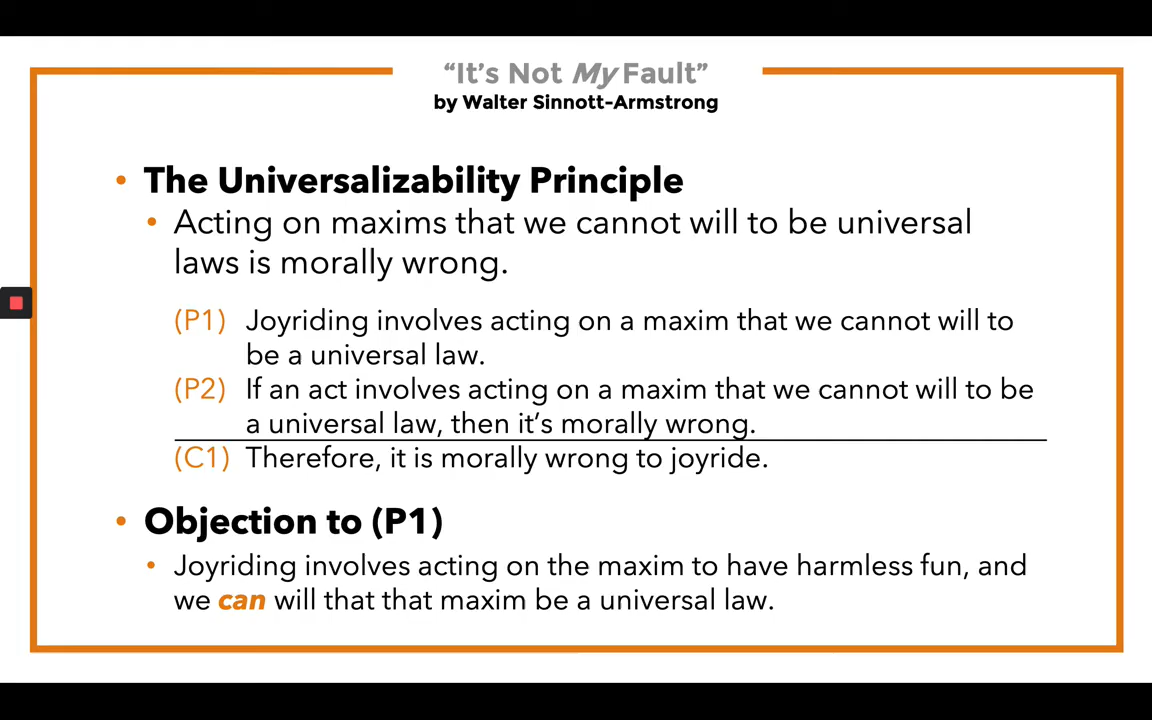 “It’s Not My Fault”
by Walter Sinnott-Armstrong
• The Universalizability Principle
• Acting on maxims that we cannot will to be universal
laws is morally wrong.
(P1) Joyriding involves acting on a maxim that we cannot will to
be a universal law.
(P2) If an act involves acting on a maxim that we cannot will to be
a universal law, then it’s morally wrong.
(C1) Therefore, it is morally wrong to joyride.
• Objection to (P1)
• Joyriding involves acting on the maxim to have harmless fun, and
we can will that that maxim be a universal law.